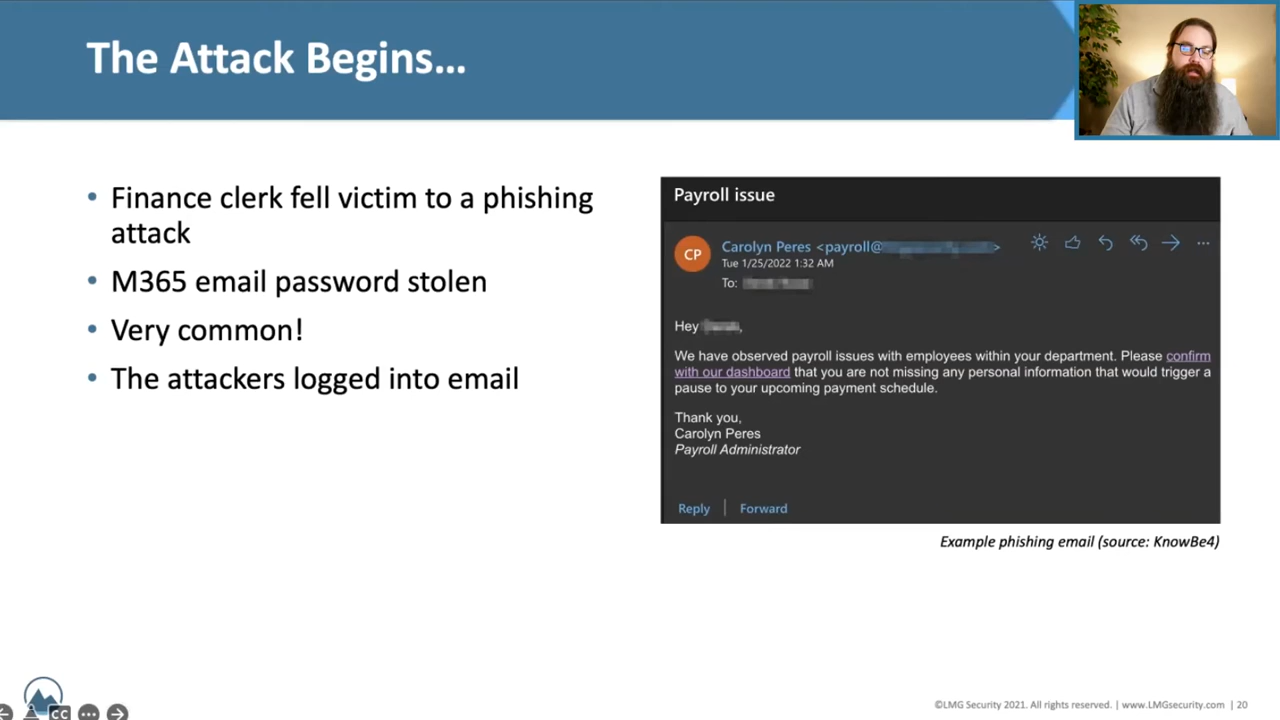 The Attack Begins...
• Finance clerk fell victim to a phishing
attack
• M365 email password stolen
• Very common!
• The attackers logged into email
Payroll issue
CP
Carolyn Peres <payroll@ >
Tue 1/25/2022 1:32 AM
To:
Hey ,
We have observed payroll issues with employees within your department. Please confirm
with our dashboard that you are not missing any personal information that would trigger a
pause to your upcoming payment schedule.
Thank you,
Carolyn Peres
Payroll Administrator
Reply | Forward
Example phishing email (source: KnowBe4)
CC
©LMG Security 2021. All rights reserved. | www.LMGsecurity.com | 20